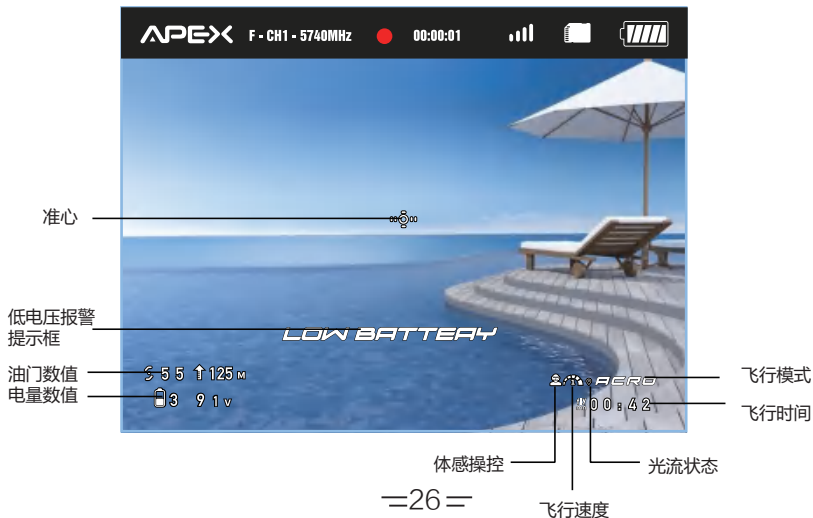 APEX F - CH1 - 5740MHz 00:00:01
准心
低电压报警
提示框
LOW BATTERY
油门数值
55 125 M
电量数值
3 91 V
ACRO
飞行模式
00:42
飞行时间
体感操控
光流状态
飞行速度
=26=